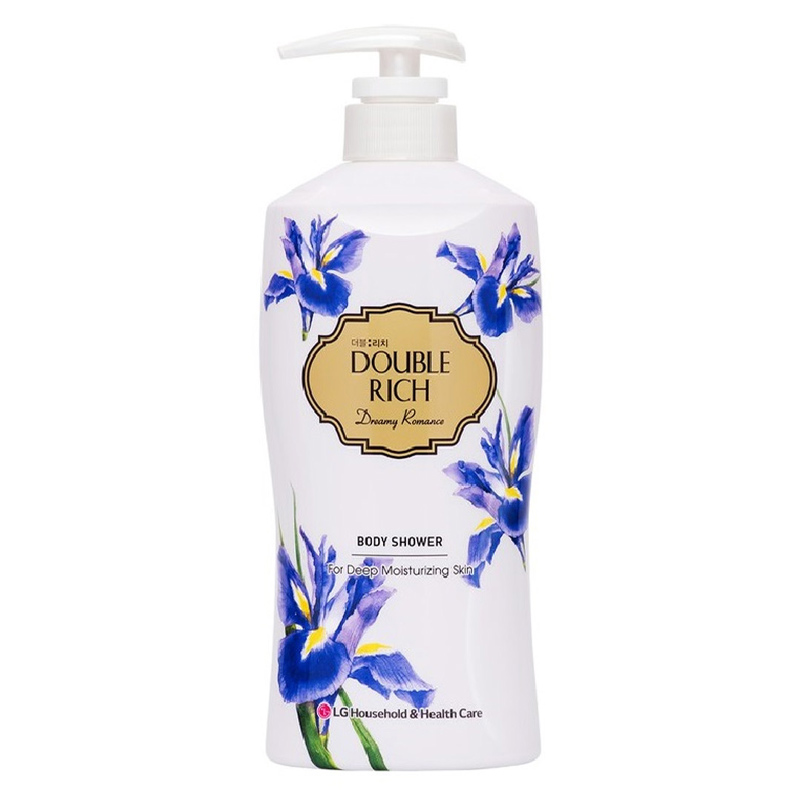 더블:리치
DOUBLE
RICH
Dreamy Romance
BODY SHOWER
For Deep Moisturizing Skin
LG Household & Health Care